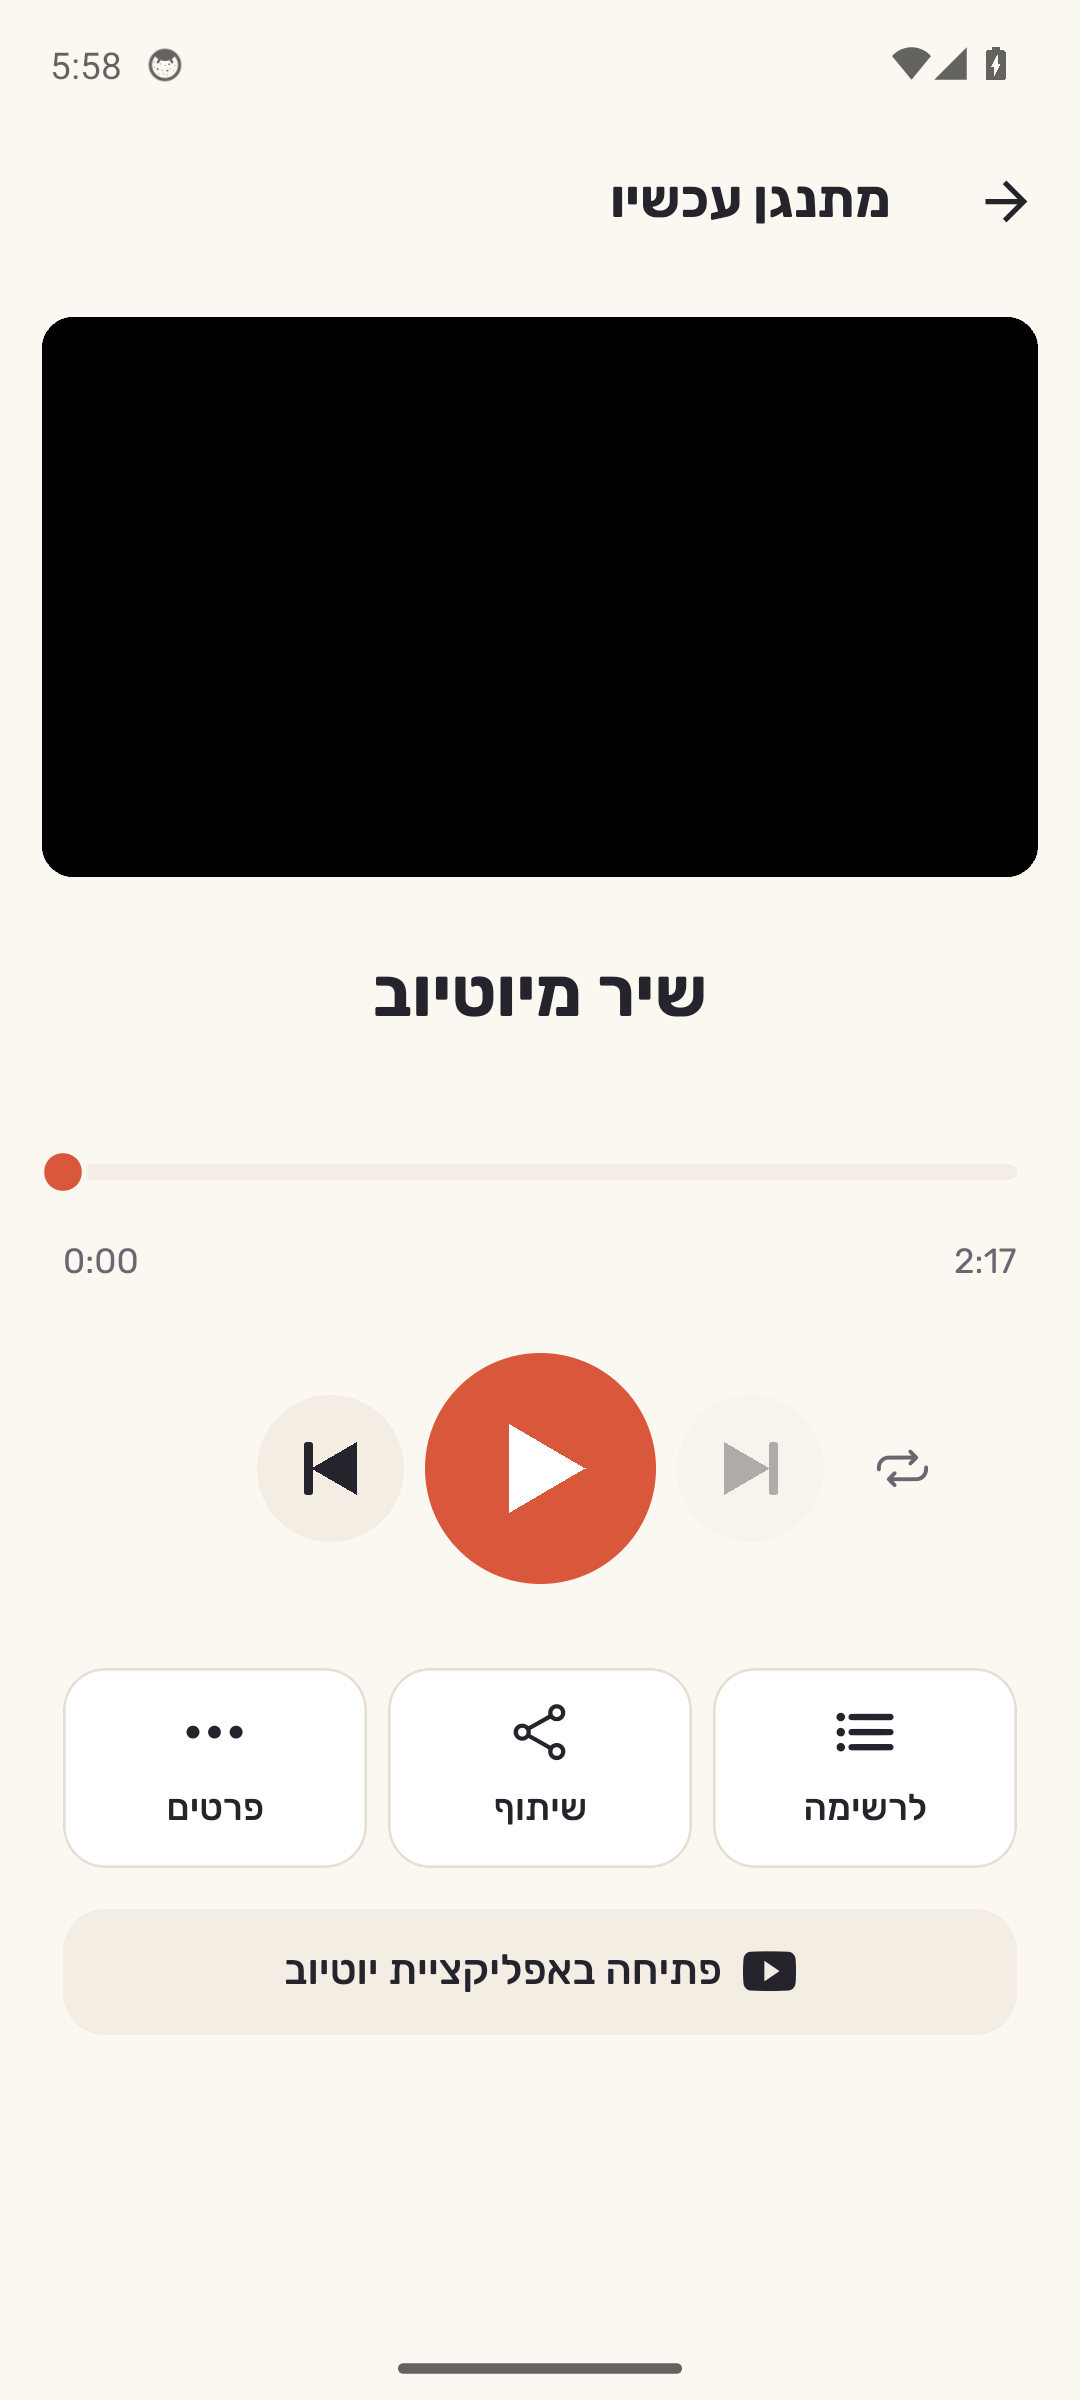 5:58
מתנגן עכשיו
שיר מיוטיוב
0:00 2:17
לרשימה שיתוף פרטים
פתיחה באפליקציית יוטיוב